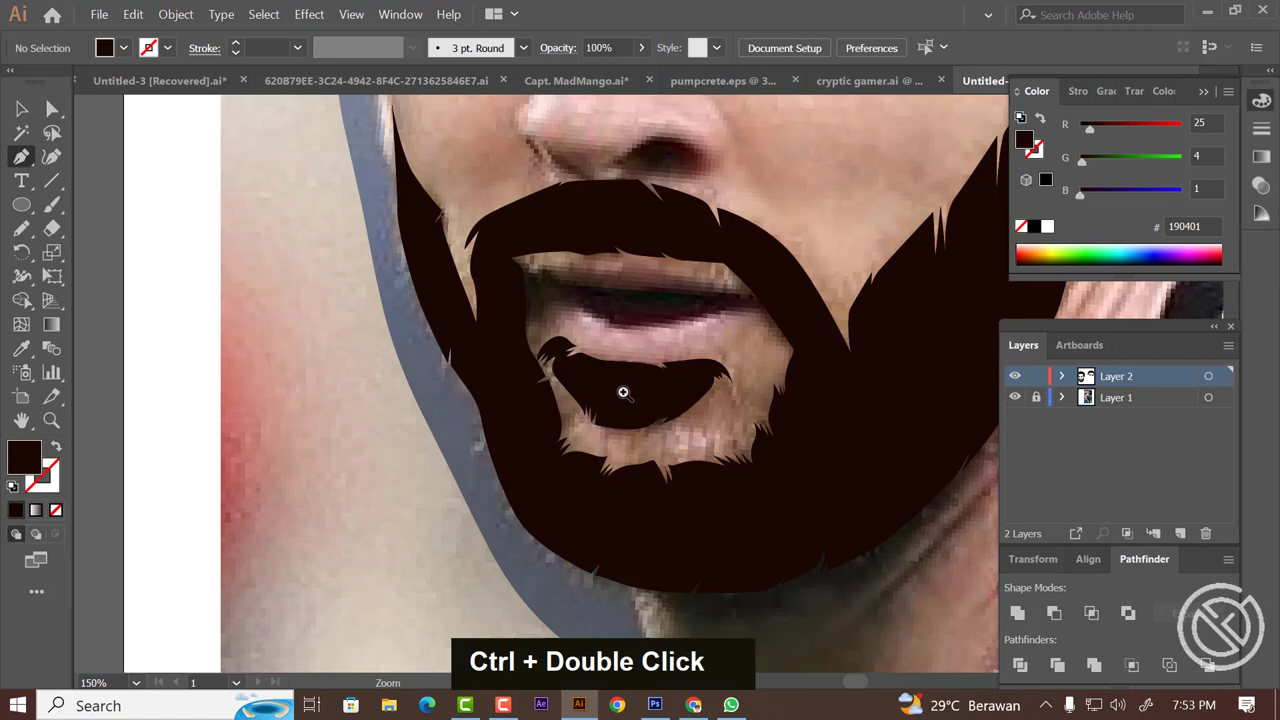 Ai File Edit Object Type Select Effect View Window Help Search Adobe Help
No Selection Stroke: 3 pt. Round Opacity: 100% Style: Document Setup Preferences
Untitled-3 [Recovered].ai* 620B79EE-3C24-4942-8F4C-2713625846E7.ai Capt. MadMango.ai* pumpcrete.eps @ 3... cryptic gamer.ai @ ... Untitled-
Color Stro Gra Trar Colo
R 25
G 4
B 1
# 190401
Layers Artboards
Layer 2
Layer 1
2 Layers
Transform Align Pathfinder
Shape Modes:
Pathfinders:
Ctrl + Double Click
150% 1 Zoom
Search Ae Ai Ps 29°C Berawan 7:53 PM